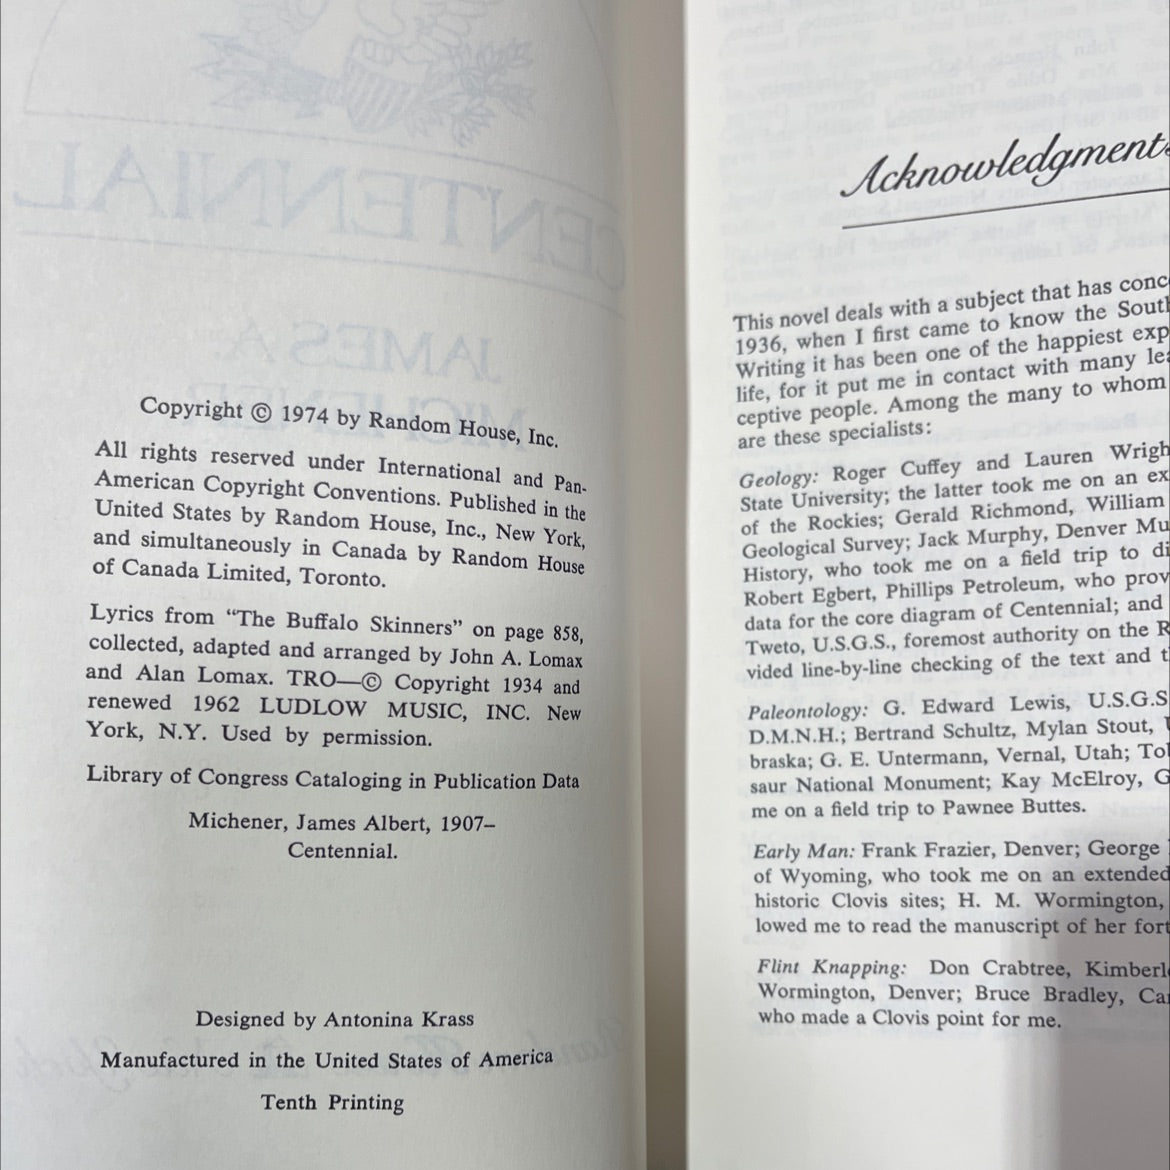 CENTENNIAL
JAMES A.
MICHENER
Copyright © 1974 by Random House, Inc.
All rights reserved under International and Pan-
American Copyright Conventions. Published in the
United States by Random House, Inc., New York,
and simultaneously in Canada by Random House
of Canada Limited, Toronto.
Lyrics from “The Buffalo Skinners” on page 858,
collected, adapted and arranged by John A. Lomax
and Alan Lomax. TRO—© Copyright 1934 and
renewed 1962 LUDLOW MUSIC, INC. New
York, N.Y. Used by permission.
Library of Congress Cataloging in Publication Data
Michener, James Albert, 1907–
Centennial.
Designed by Antonina Krass
Manufactured in the United States of America
Tenth Printing
Acknowledgments
This novel deals with a subject that has conc
1936, when I first came to know the South
Writing it has been one of the happiest exp
life, for it put me in contact with many lea
ceptive people. Among the many to whom
are these specialists:
Geology: Roger Cuffey and Lauren Wrigh
State University; the latter took me on an ex
of the Rockies; Gerald Richmond, William
Geological Survey; Jack Murphy, Denver Mu
History, who took me on a field trip to di
Robert Egbert, Phillips Petroleum, who prov
data for the core diagram of Centennial; and
Tweto, U.S.G.S., foremost authority on the R
vided line-by-line checking of the text and t
Paleontology: G. Edward Lewis, U.S.G.S
D.M.N.H.; Bertrand Schultz, Mylan Stout,
braska; G. E. Untermann, Vernal, Utah; Tol
saur National Monument; Kay McElroy, G
me on a field trip to Pawnee Buttes.
Early Man: Frank Frazier, Denver; George
of Wyoming, who took me on an extended
historic Clovis sites; H. M. Wormington,
lowed me to read the manuscript of her fort
Flint Knapping: Don Crabtree, Kimberl
Wormington, Denver; Bruce Bradley, Ca
who made a Clovis point for me.